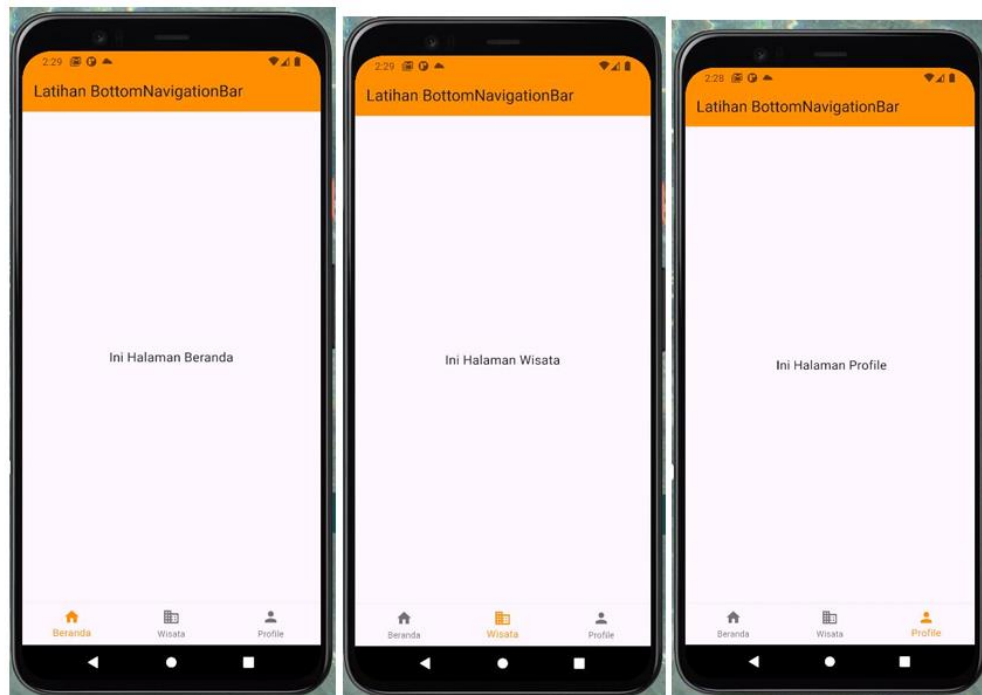 2:29
Latihan BottomNavigationBar
Ini Halaman Beranda
Beranda
Wisata
Profile
2:29
Latihan BottomNavigationBar
Ini Halaman Wisata
Beranda
Wisata
Profile
2:28
Latihan BottomNavigationBar
Ini Halaman Profile
Beranda
Wisata
Profile